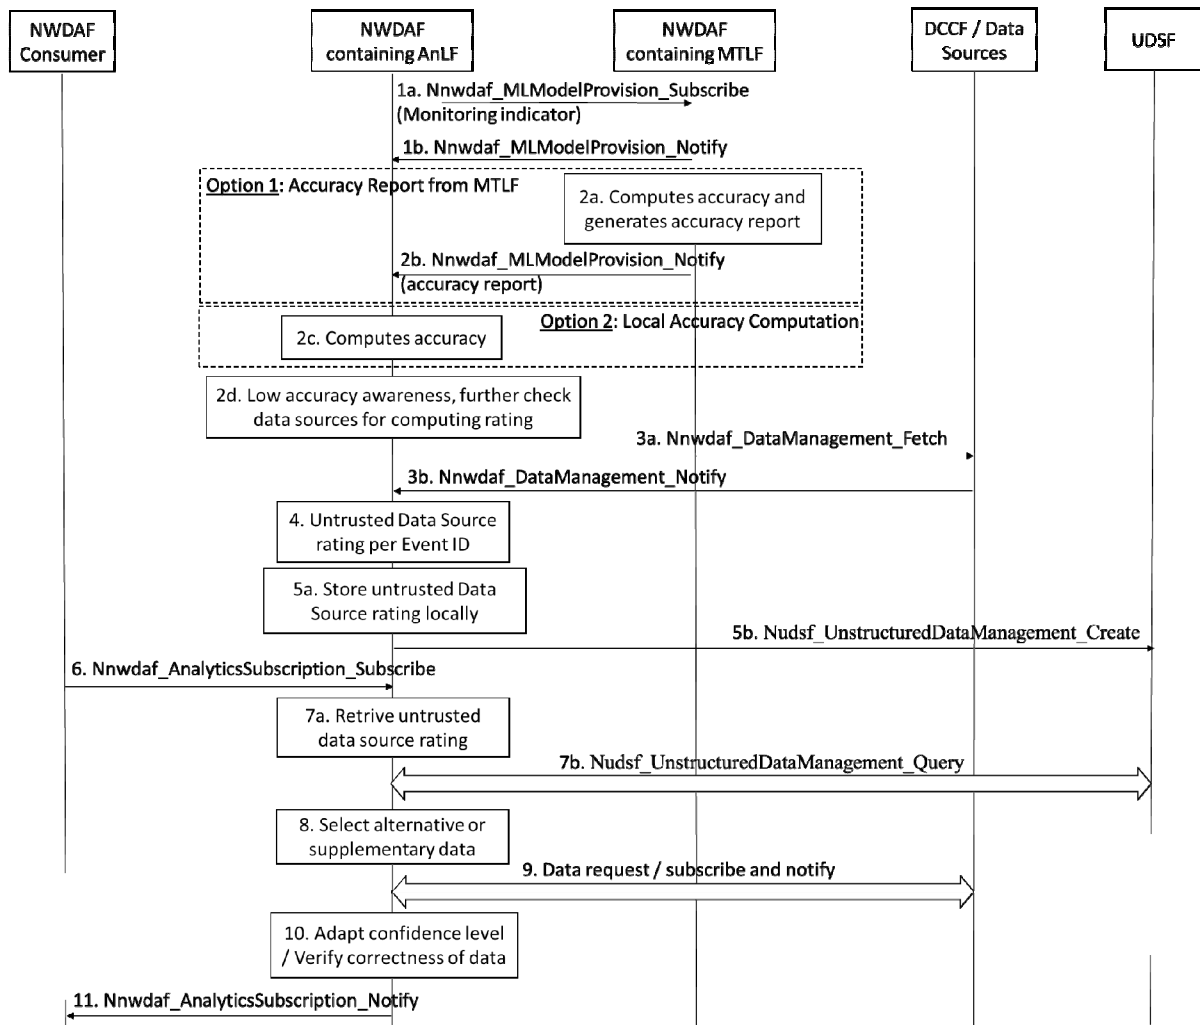 NWDAF
Consumer
NWDAF
containing AnLF
NWDAF
containing MTLF
DCCF / Data
Sources
UDSF
1a. Nnwdaf_MLModelProvision_Subscribe
(Monitoring indicator)
1b. Nnwdaf_MLModelProvision_Notify
Option 1: Accuracy Report from MTLF
2a. Computes accuracy and
generates accuracy report
2b. Nnwdaf_MLModelProvision_Notify
(accuracy report)
Option 2: Local Accuracy Computation
2c. Computes accuracy
2d. Low accuracy awareness, further check
data sources for computing rating
3a. Nnwdaf_DataManagement_Fetch
3b. Nnwdaf_DataManagement_Notify
4. Untrusted Data Source
rating per Event ID
5a. Store untrusted Data
Source rating locally
5b. Nudsf_UnstructuredDataManagement_Create
6. Nnwdaf_AnalyticsSubscription_Subscribe
7a. Retrive untrusted
data source rating
7b. Nudsf_UnstructuredDataManagement_Query
8. Select alternative or
supplementary data
9. Data request / subscribe and notify
10. Adapt confidence level
/ Verify correctness of data
11. Nnwdaf_AnalyticsSubscription_Notify